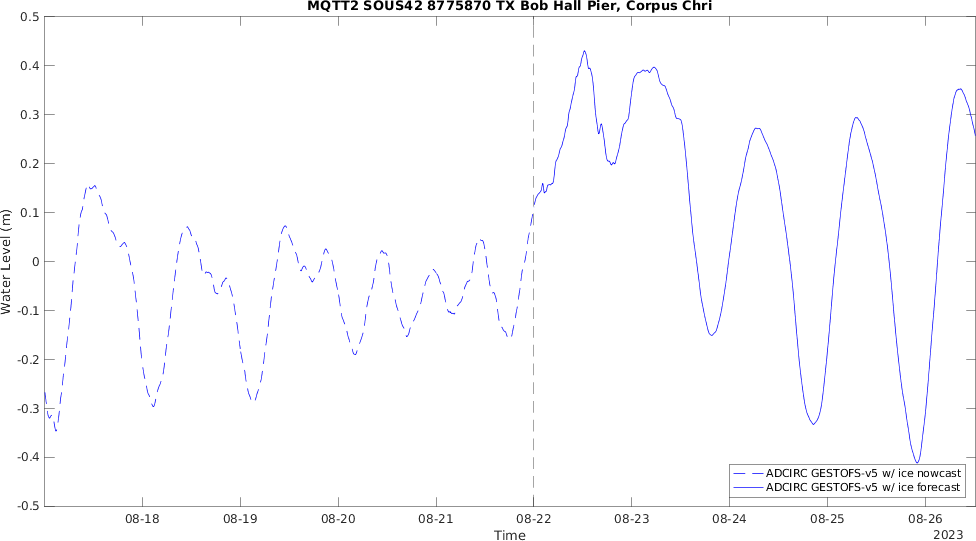 MQTT2 SOUS42 8775870 TX Bob Hall Pier, Corpus Chri
0.5
0.4
0.3
0.2
0.1
0
-0.1
-0.2
-0.3
-0.4
-0.5
Water Level (m)
ADCIRC GESTOFS-v5 w/ ice nowcast
ADCIRC GESTOFS-v5 w/ ice forecast
08-18 08-19 08-20 08-21 08-22 08-23 08-24 08-25 08-26
Time
2023